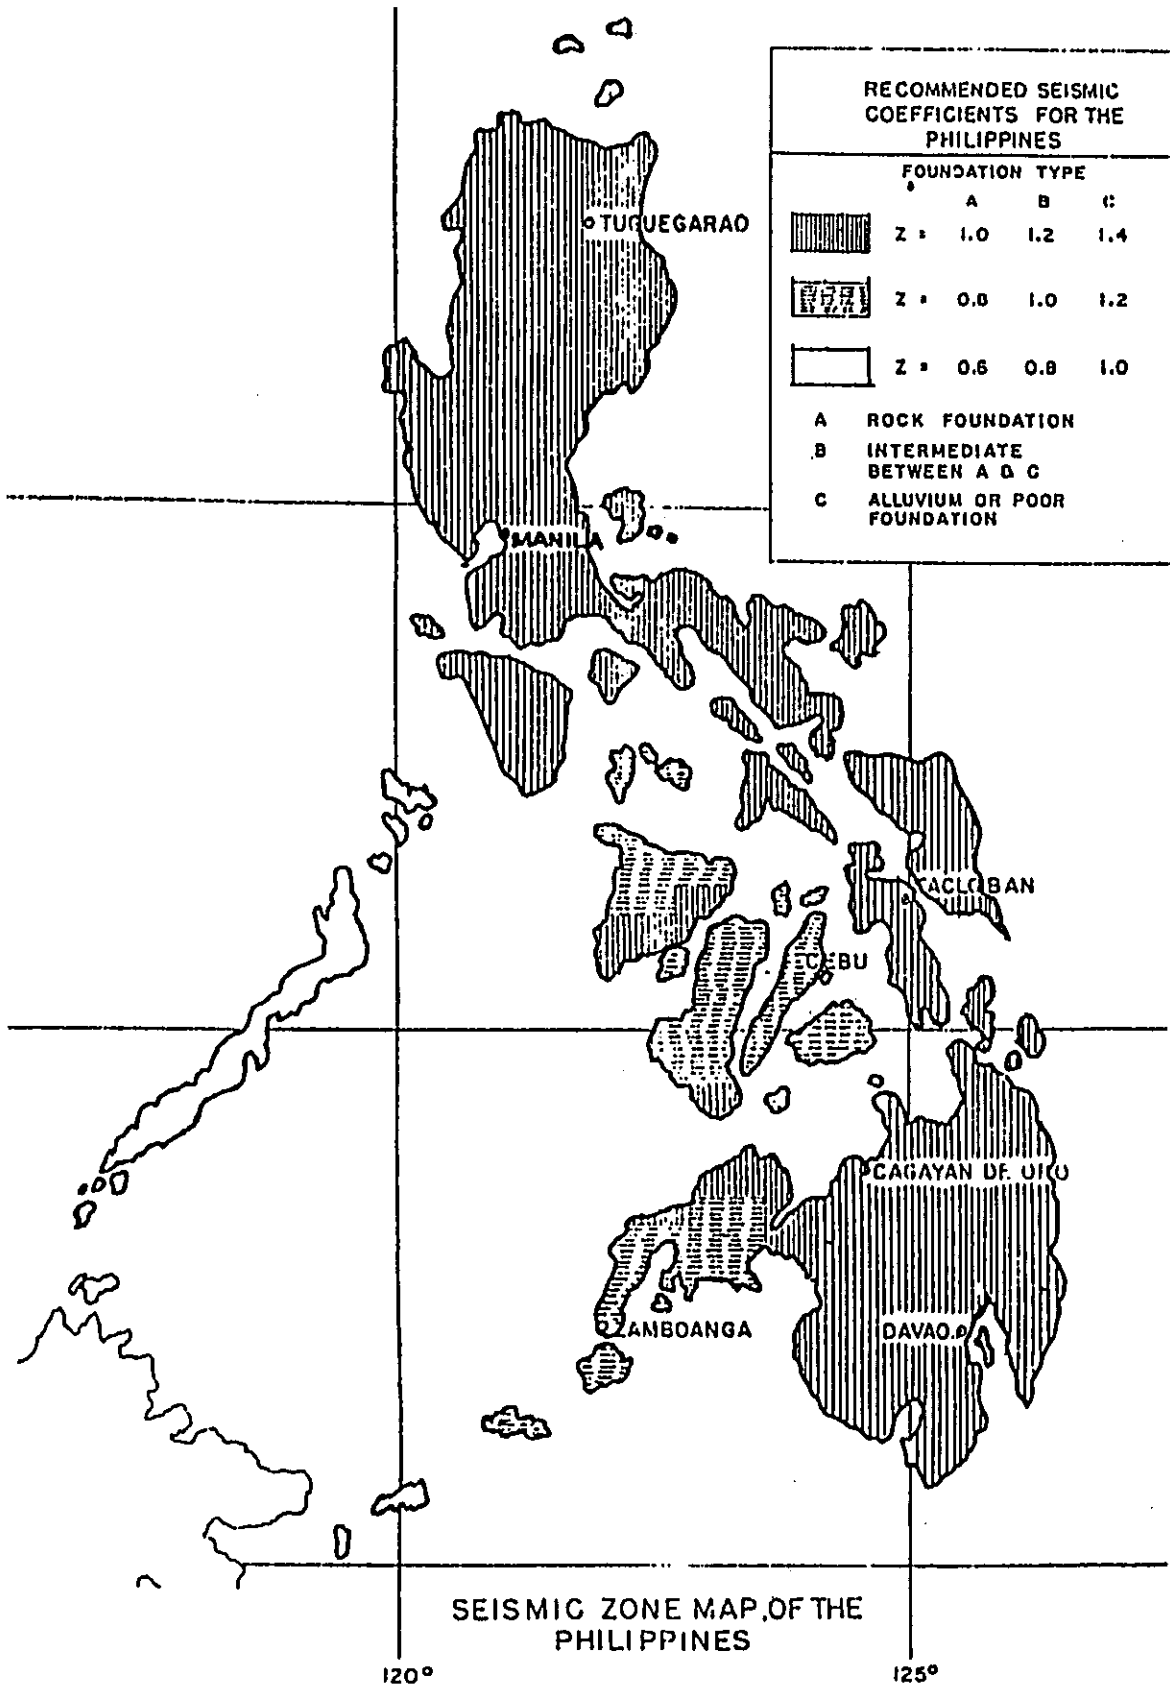 RECOMMENDED SEISMIC
COEFFICIENTS FOR THE
PHILIPPINES
FOUNDATION TYPE
A B C
Z = 1.0 1.2 1.4
Z = 0.8 1.0 1.2
Z = 0.6 0.8 1.0
A ROCK FOUNDATION
B INTERMEDIATE
BETWEEN A & C
C ALLUVIUM OR POOR
FOUNDATION
TUGUEGARAO
MANILA
TACLOBAN
CEBU
CAGAYAN DE ORO
ZAMBOANGA
DAVAO
SEISMIC ZONE MAP OF THE
PHILIPPINES
120° 125°